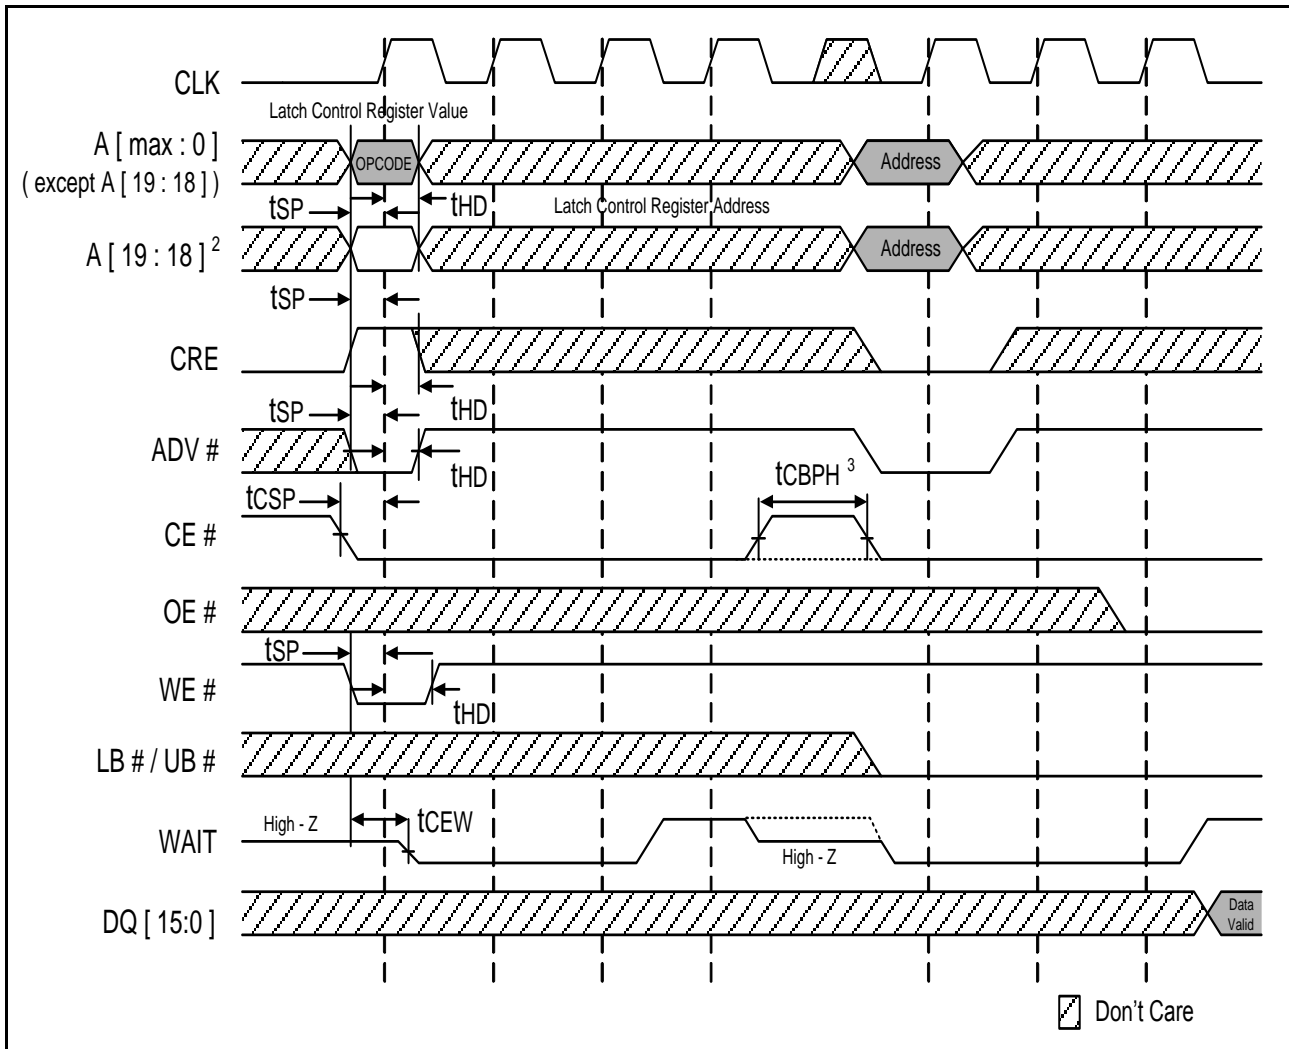 CLK
Latch Control Register Value
A [ max : 0 ]
( except A [ 19 : 18 ] )
OPCODE
Address
tSP
tHD
Latch Control Register Address
A [ 19 : 18 ] 2
Address
tSP
CRE
tSP
tHD
ADV #
tHD
tCSP
tCBPH 3
CE #
OE #
tSP
WE #
tHD
LB # / UB #
High - Z
tCEW
WAIT
High - Z
DQ [ 15:0 ]
Data
Valid
Don't Care